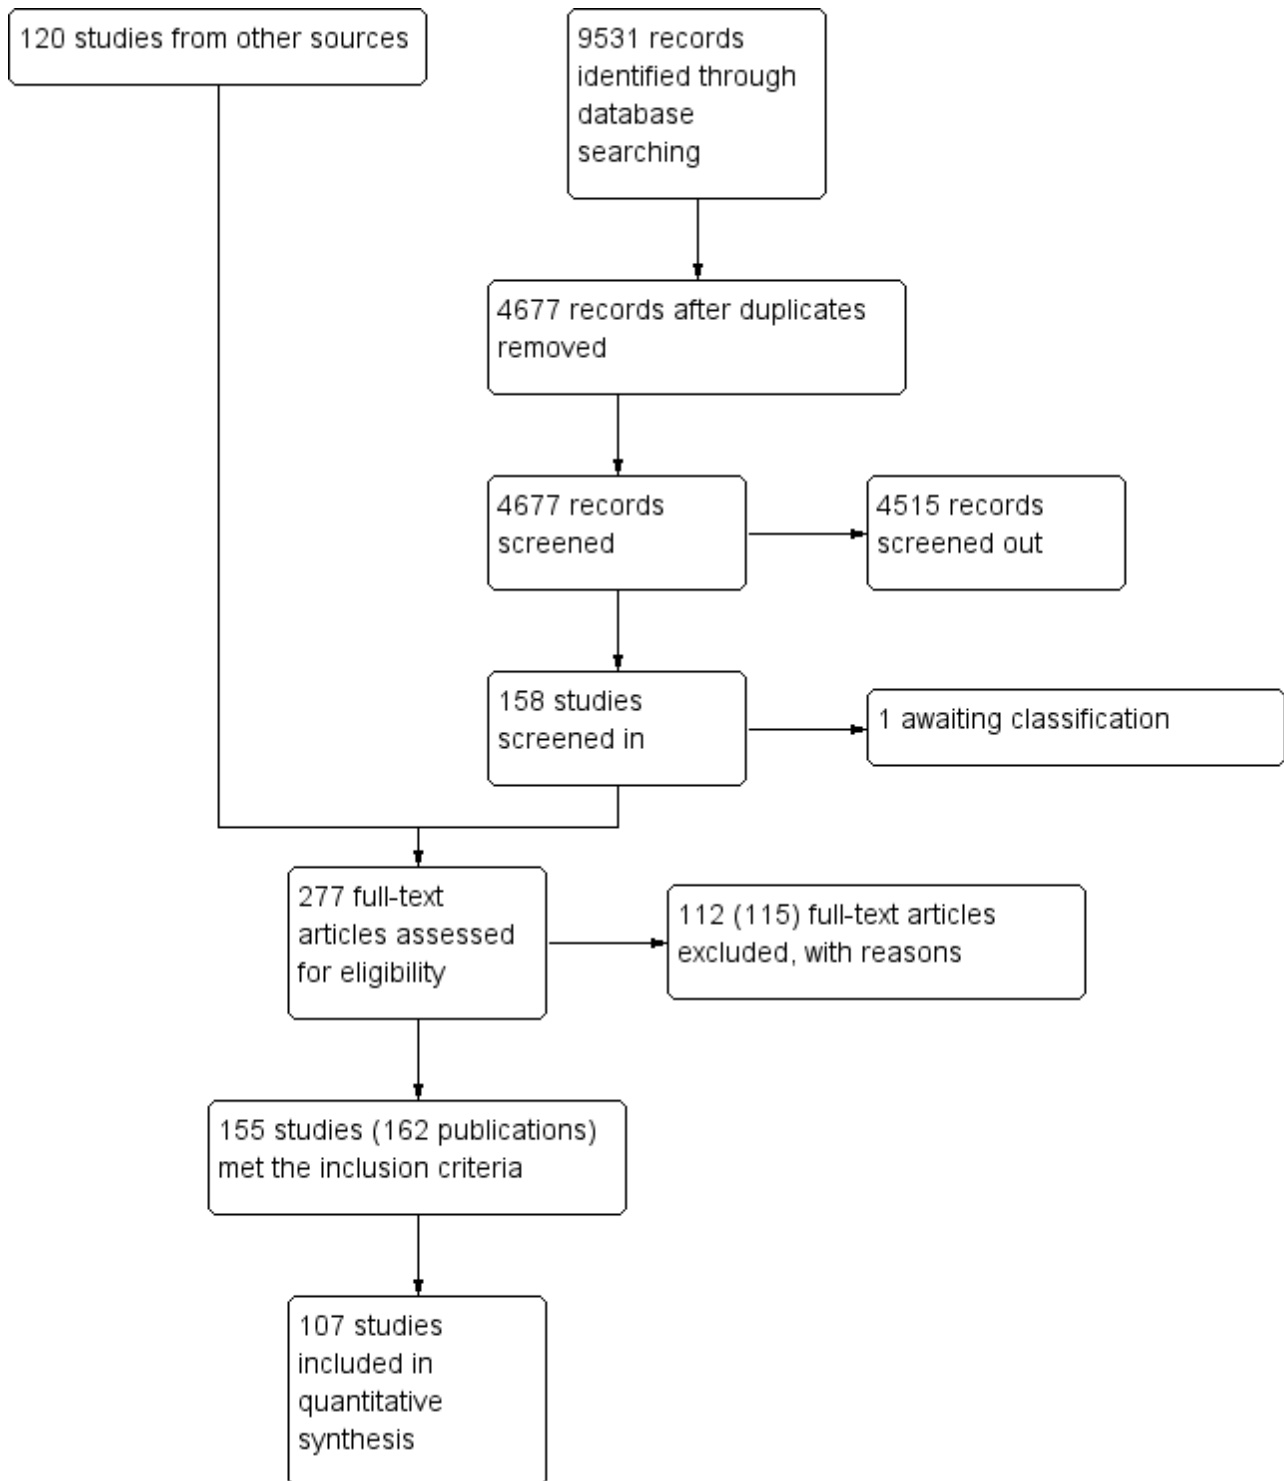 120 studies from other sources
9531 records
identified through
database
searching
4677 records after duplicates
removed
4677 records
screened
4515 records
screened out
158 studies
screened in
1 awaiting classification
277 full-text
articles assessed
for eligibility
112 (115) full-text articles
excluded, with reasons
155 studies (162 publications)
met the inclusion criteria
107 studies
included in
quantitative
synthesis